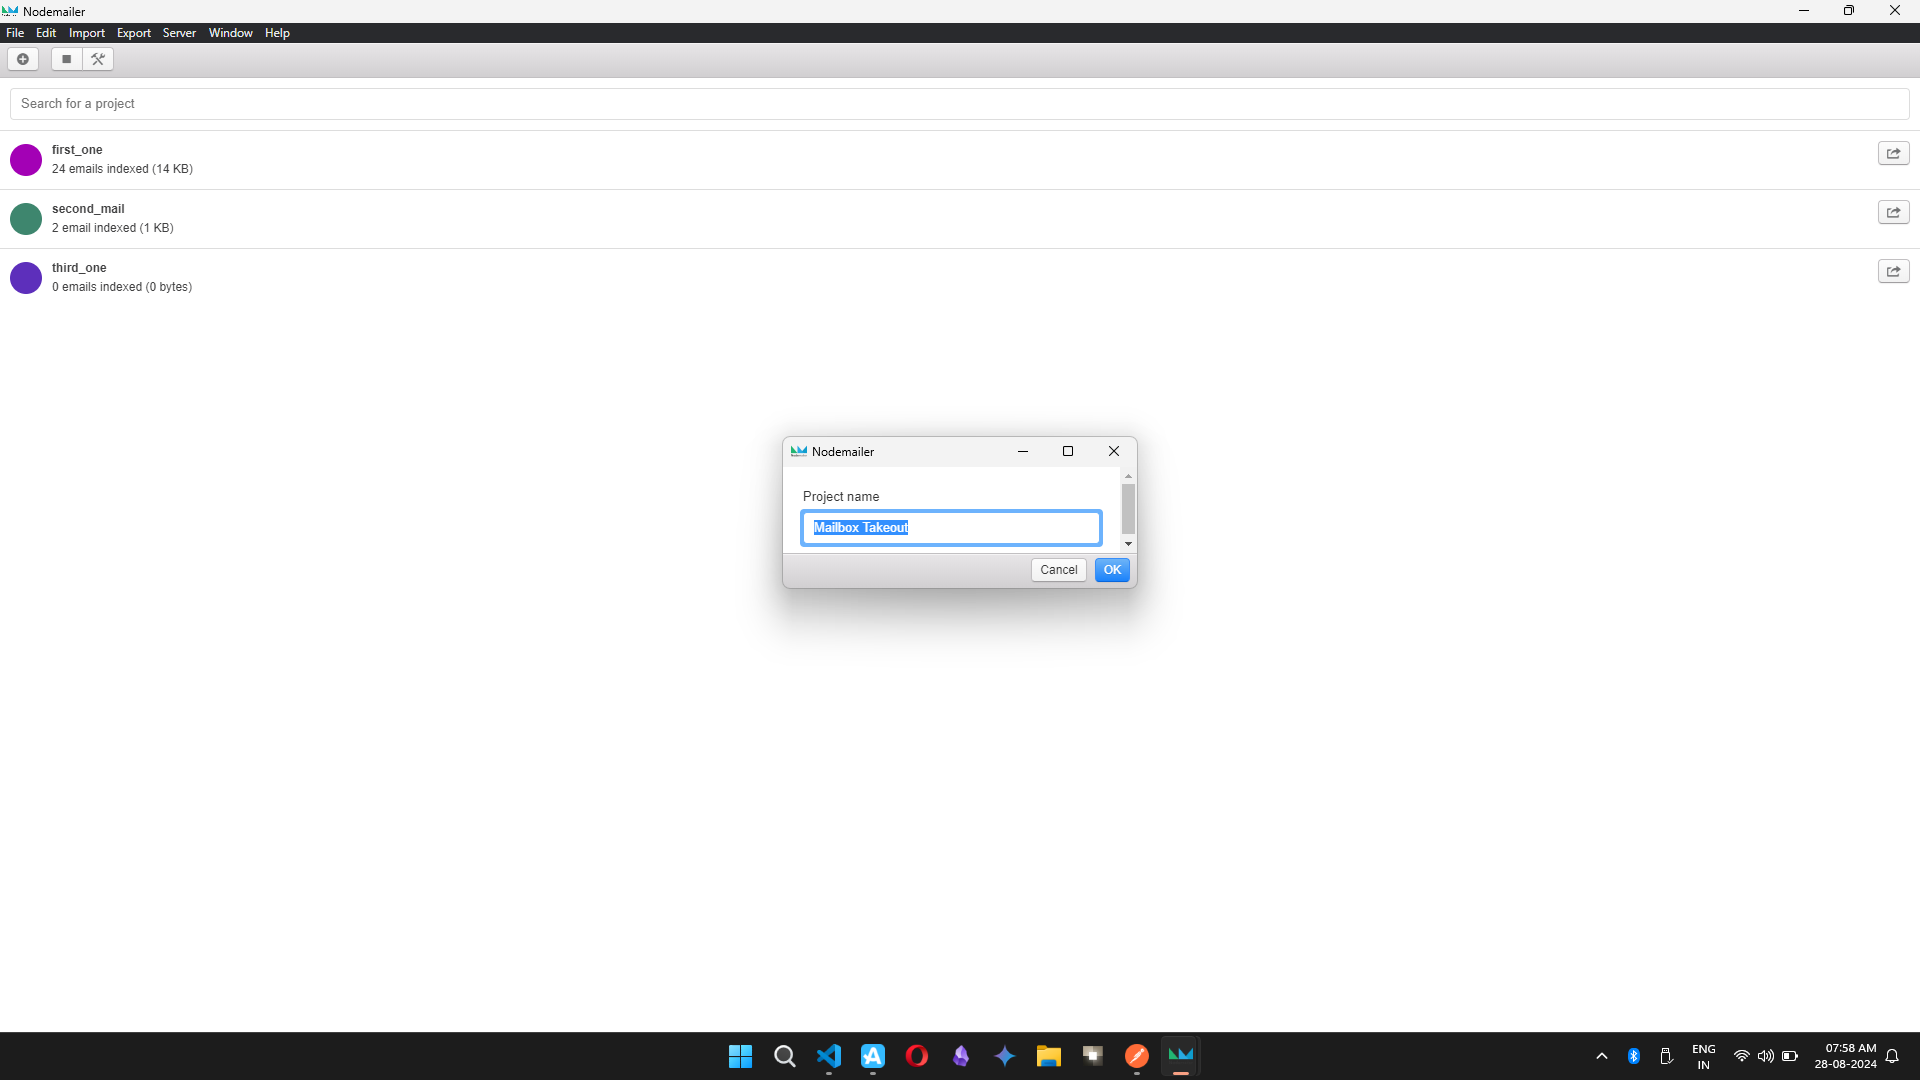 Nodemailer
File Edit Import Export Server Window Help
Search for a project
first_one
24 emails indexed (14 KB)
second_mail
2 email indexed (1 KB)
third_one
0 emails indexed (0 bytes)
Nodemailer
Project name
Mailbox Takeout
Cancel OK
ENG
IN
07:58 AM
28-08-2024